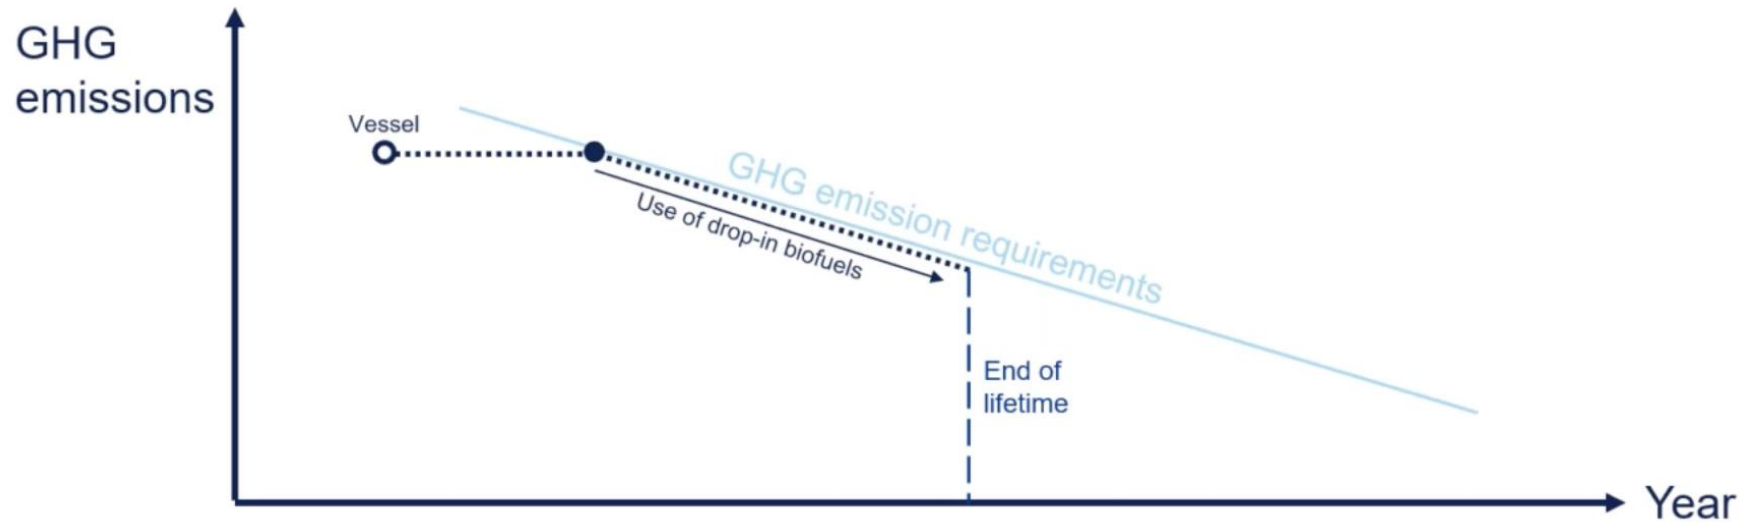 GHG
emissions
Vessel
GHG emission requirements
Use of drop-in biofuels
End of
lifetime
Year